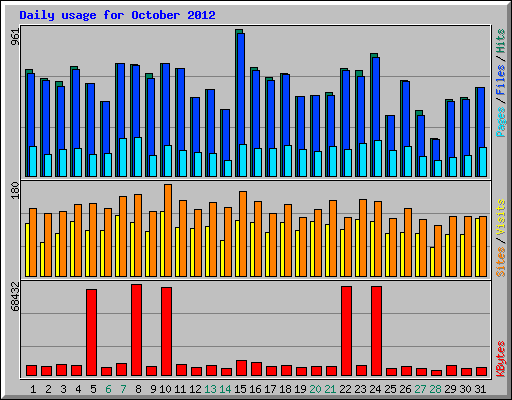 Daily usage for October 2012
961
Pages/Files/Hits
180
Sites/Visits
68432
KBytes
1 2 3 4 5 6 7 8 9 10 11 12 13 14 15 16 17 18 19 20 21 22 23 24 25 26 27 28 29 30 31